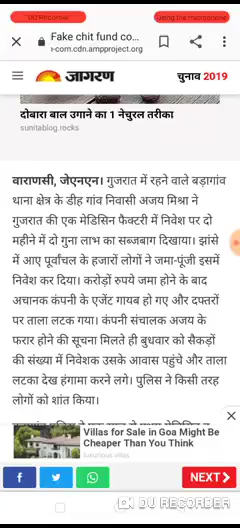 using the microphone
Fake chit fund co...
-com.cdn.ampproject.org
जागरण
चुनाव 2019
दोबारा बाल उगाने का 1 नेचुरल तरीका
sunitablog.rocks
वाराणसी, जेएनएन। गुजरात में रहने वाले बड़ागांव
थाना क्षेत्र के डीह गांव निवासी अजय मिश्रा ने
गुजरात की एक मेडिसिन फैक्टरी में निवेश पर दो
महीने में दो गुना लाभ का सब्जबाग दिखाया। झांसे
में आए पूर्वांचल के हजारों लोगों ने जमा-पूंजी इसमें
निवेश कर दिया। करोड़ों रुपये जमा होने के बाद
अचानक कंपनी के एजेंट गायब हो गए और दफ्तरों
पर ताला लटक गया। कंपनी संचालक अजय के
फरार होने की सूचना मिलते ही बुधवार को सैकड़ों
की संख्या में निवेशक उसके आवास पहुंचे और ताला
लटका देख हंगामा करने लगे। पुलिस ने किसी तरह
लोगों को शांत किया।
Villas for Sale in Goa Might Be
Cheaper Than You Think
luxurious villas
NEXT
DU RECORDER